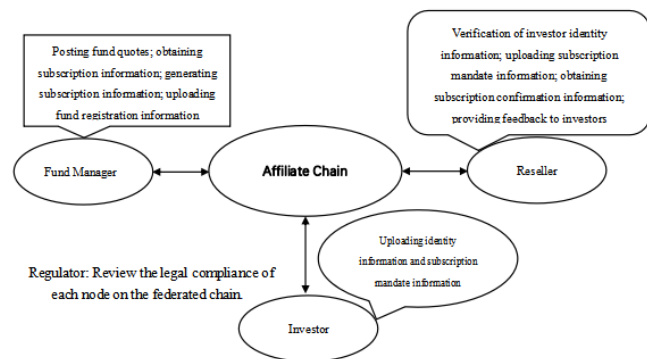 Posting fund quotes; obtaining
subscription information; generating
subscription information; uploading
fund registration information
Verification of investor identity
information; uploading subscription
mandate information; obtaining
subscription confirmation information;
providing feedback to investors
Fund Manager
Affiliate Chain
Reseller
Uploading identity
information and subscription
mandate information
Regulator: Review the legal compliance of
each node on the federated chain.
Investor